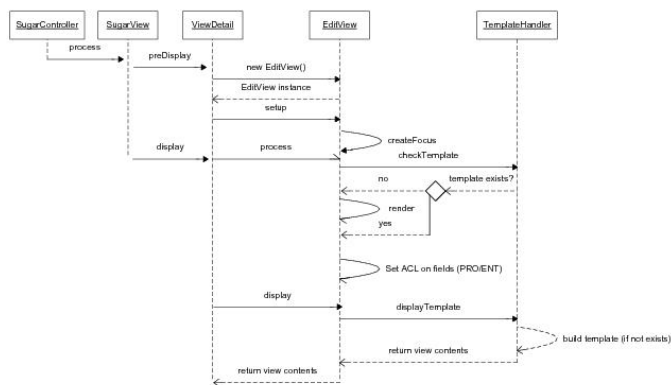 SugarController
SugarView
ViewDetail
EditView
TemplateHandler
process
preDisplay
new EditView()
EditView instance
setup
createFocus
display
process
checkTemplate
no
template exists?
render
yes
Set ACL on fields (PRO/ENT)
display
displayTemplate
build template (if not exists)
return view contents
return view contents